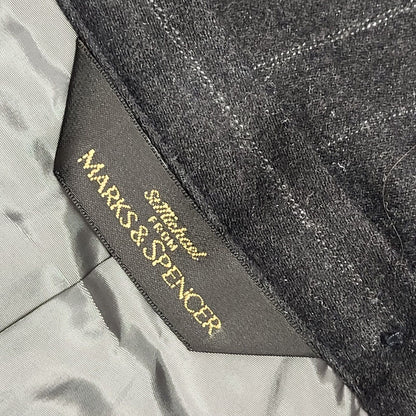 St Michael
FROM
MARKS & SPENCER